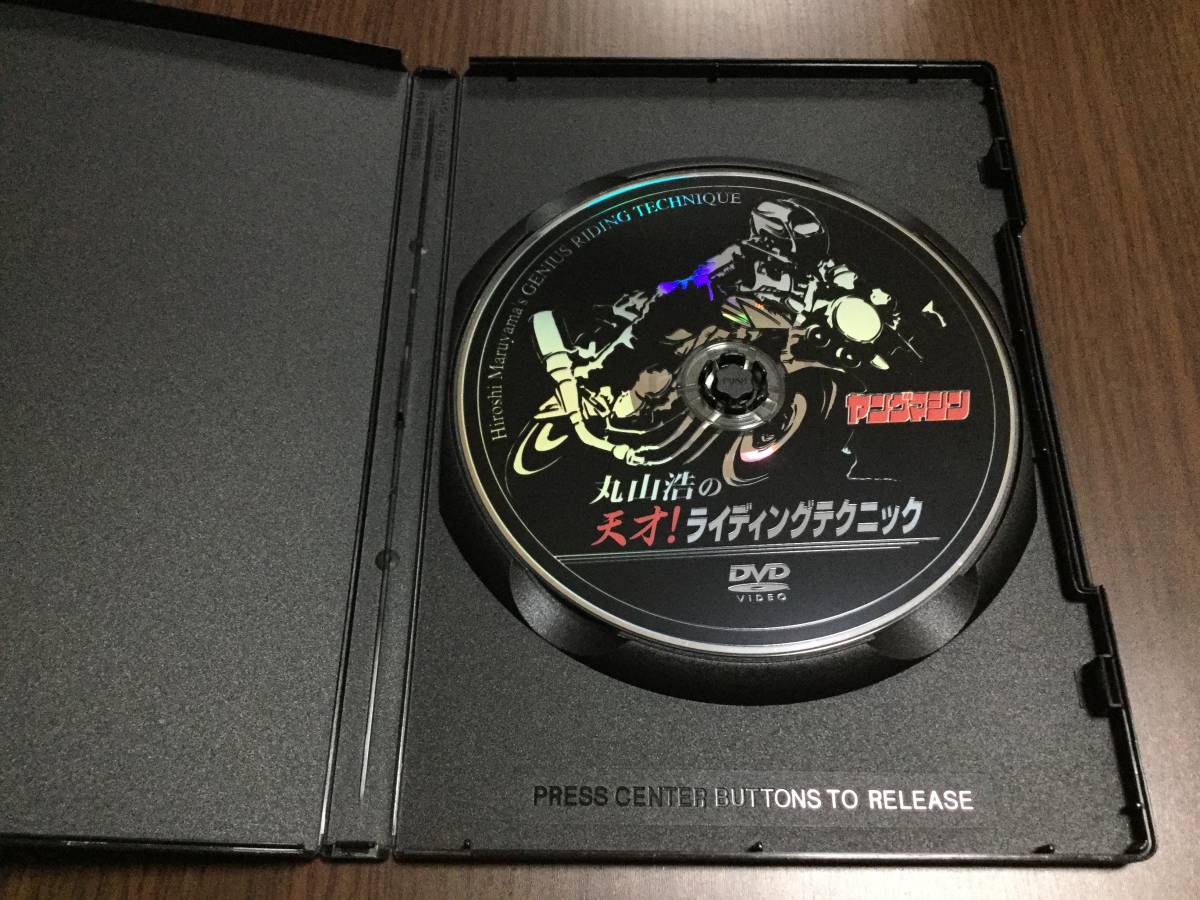 Hiroshi Maruyama's GENIUS RIDING TECHNIQUE
PUSH
ヤングマシン
丸山浩の
天才!ライディングテクニック
DVD
VIDEO
PRESS CENTER BUTTONS TO RELEASE